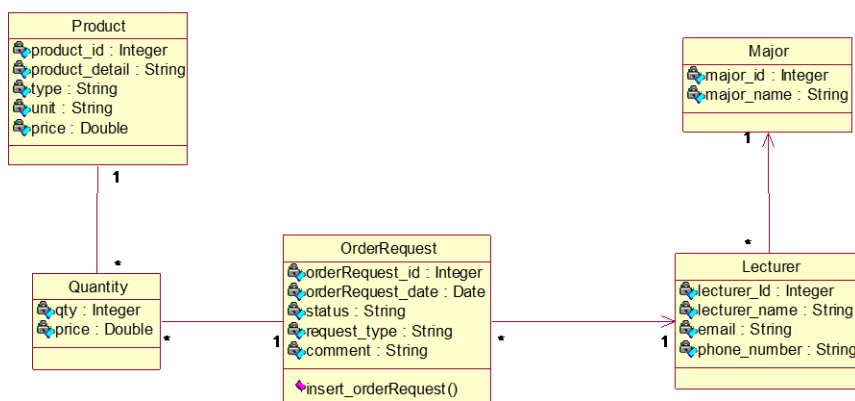 Product
product_id : Integer
product_detail : String
type : String
unit : String
price : Double
1
*
Quantity
qty : Integer
price : Double
*
1
OrderRequest
orderRequest_id : Integer
orderRequest_date : Date
status : String
request_type : String
comment : String
insert_orderRequest()
*
1
Major
major_id : Integer
major_name : String
1
*
Lecturer
lecturer_Id : Integer
lecturer_name : String
email : String
phone_number : String